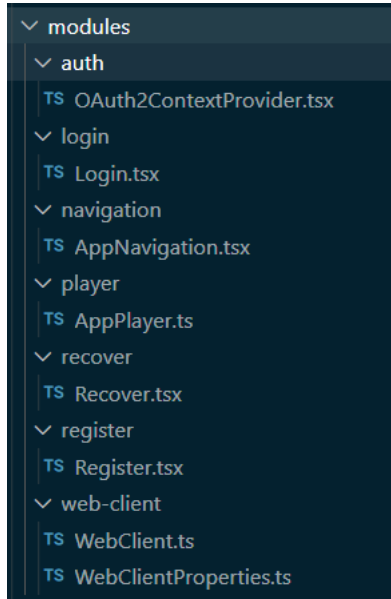 modules
auth
TS OAuth2ContextProvider.tsx
login
TS Login.tsx
navigation
TS AppNavigation.tsx
player
TS AppPlayer.ts
recover
TS Recover.tsx
register
TS Register.tsx
web-client
TS WebClient.ts
TS WebClientProperties.ts